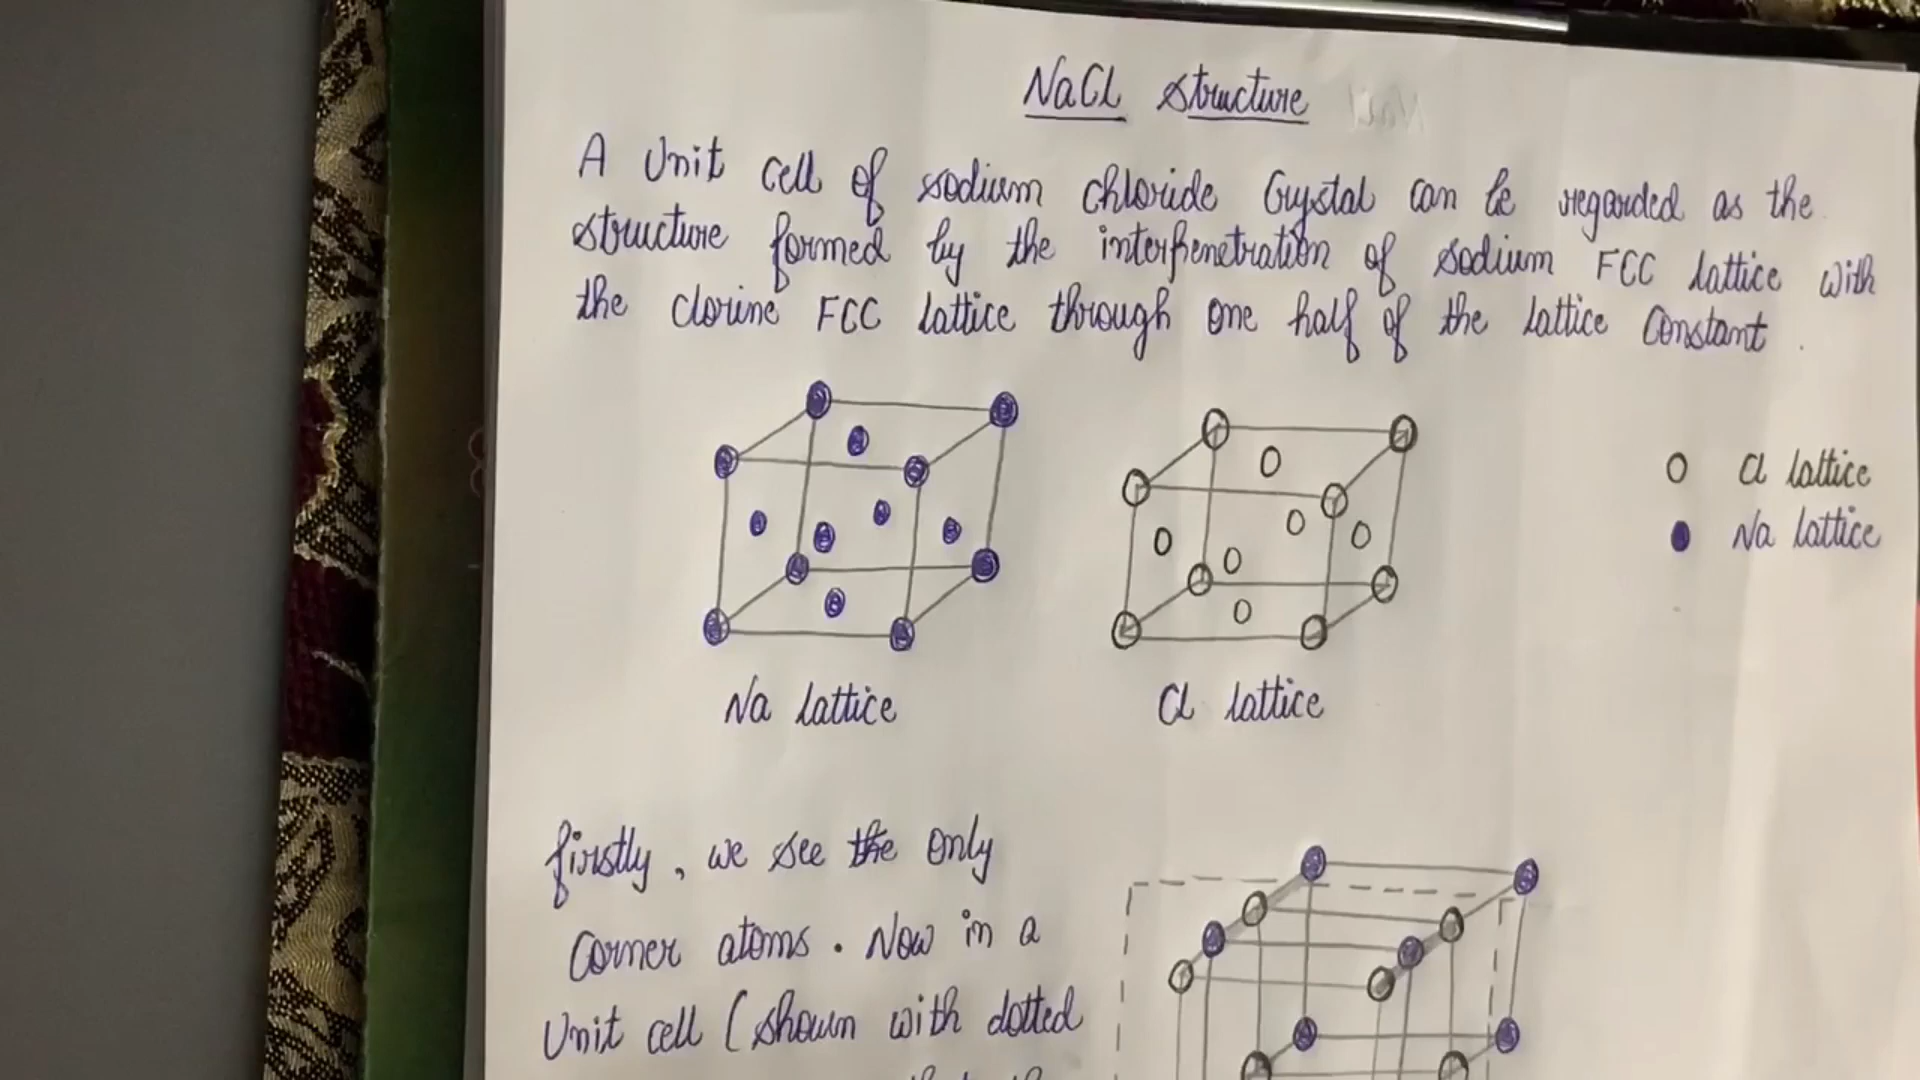 NaCl structure
A Unit cell of sodium chloride Crystal can be regarded as the
structure formed by the interpenetration of sodium FCC lattice with
the clorine FCC lattice through one half of the lattice Constant.
Cl lattice
Na lattice
Na lattice
Cl lattice
firstly, we see the only
corner atoms. Now in a
Unit cell (shown with dotted